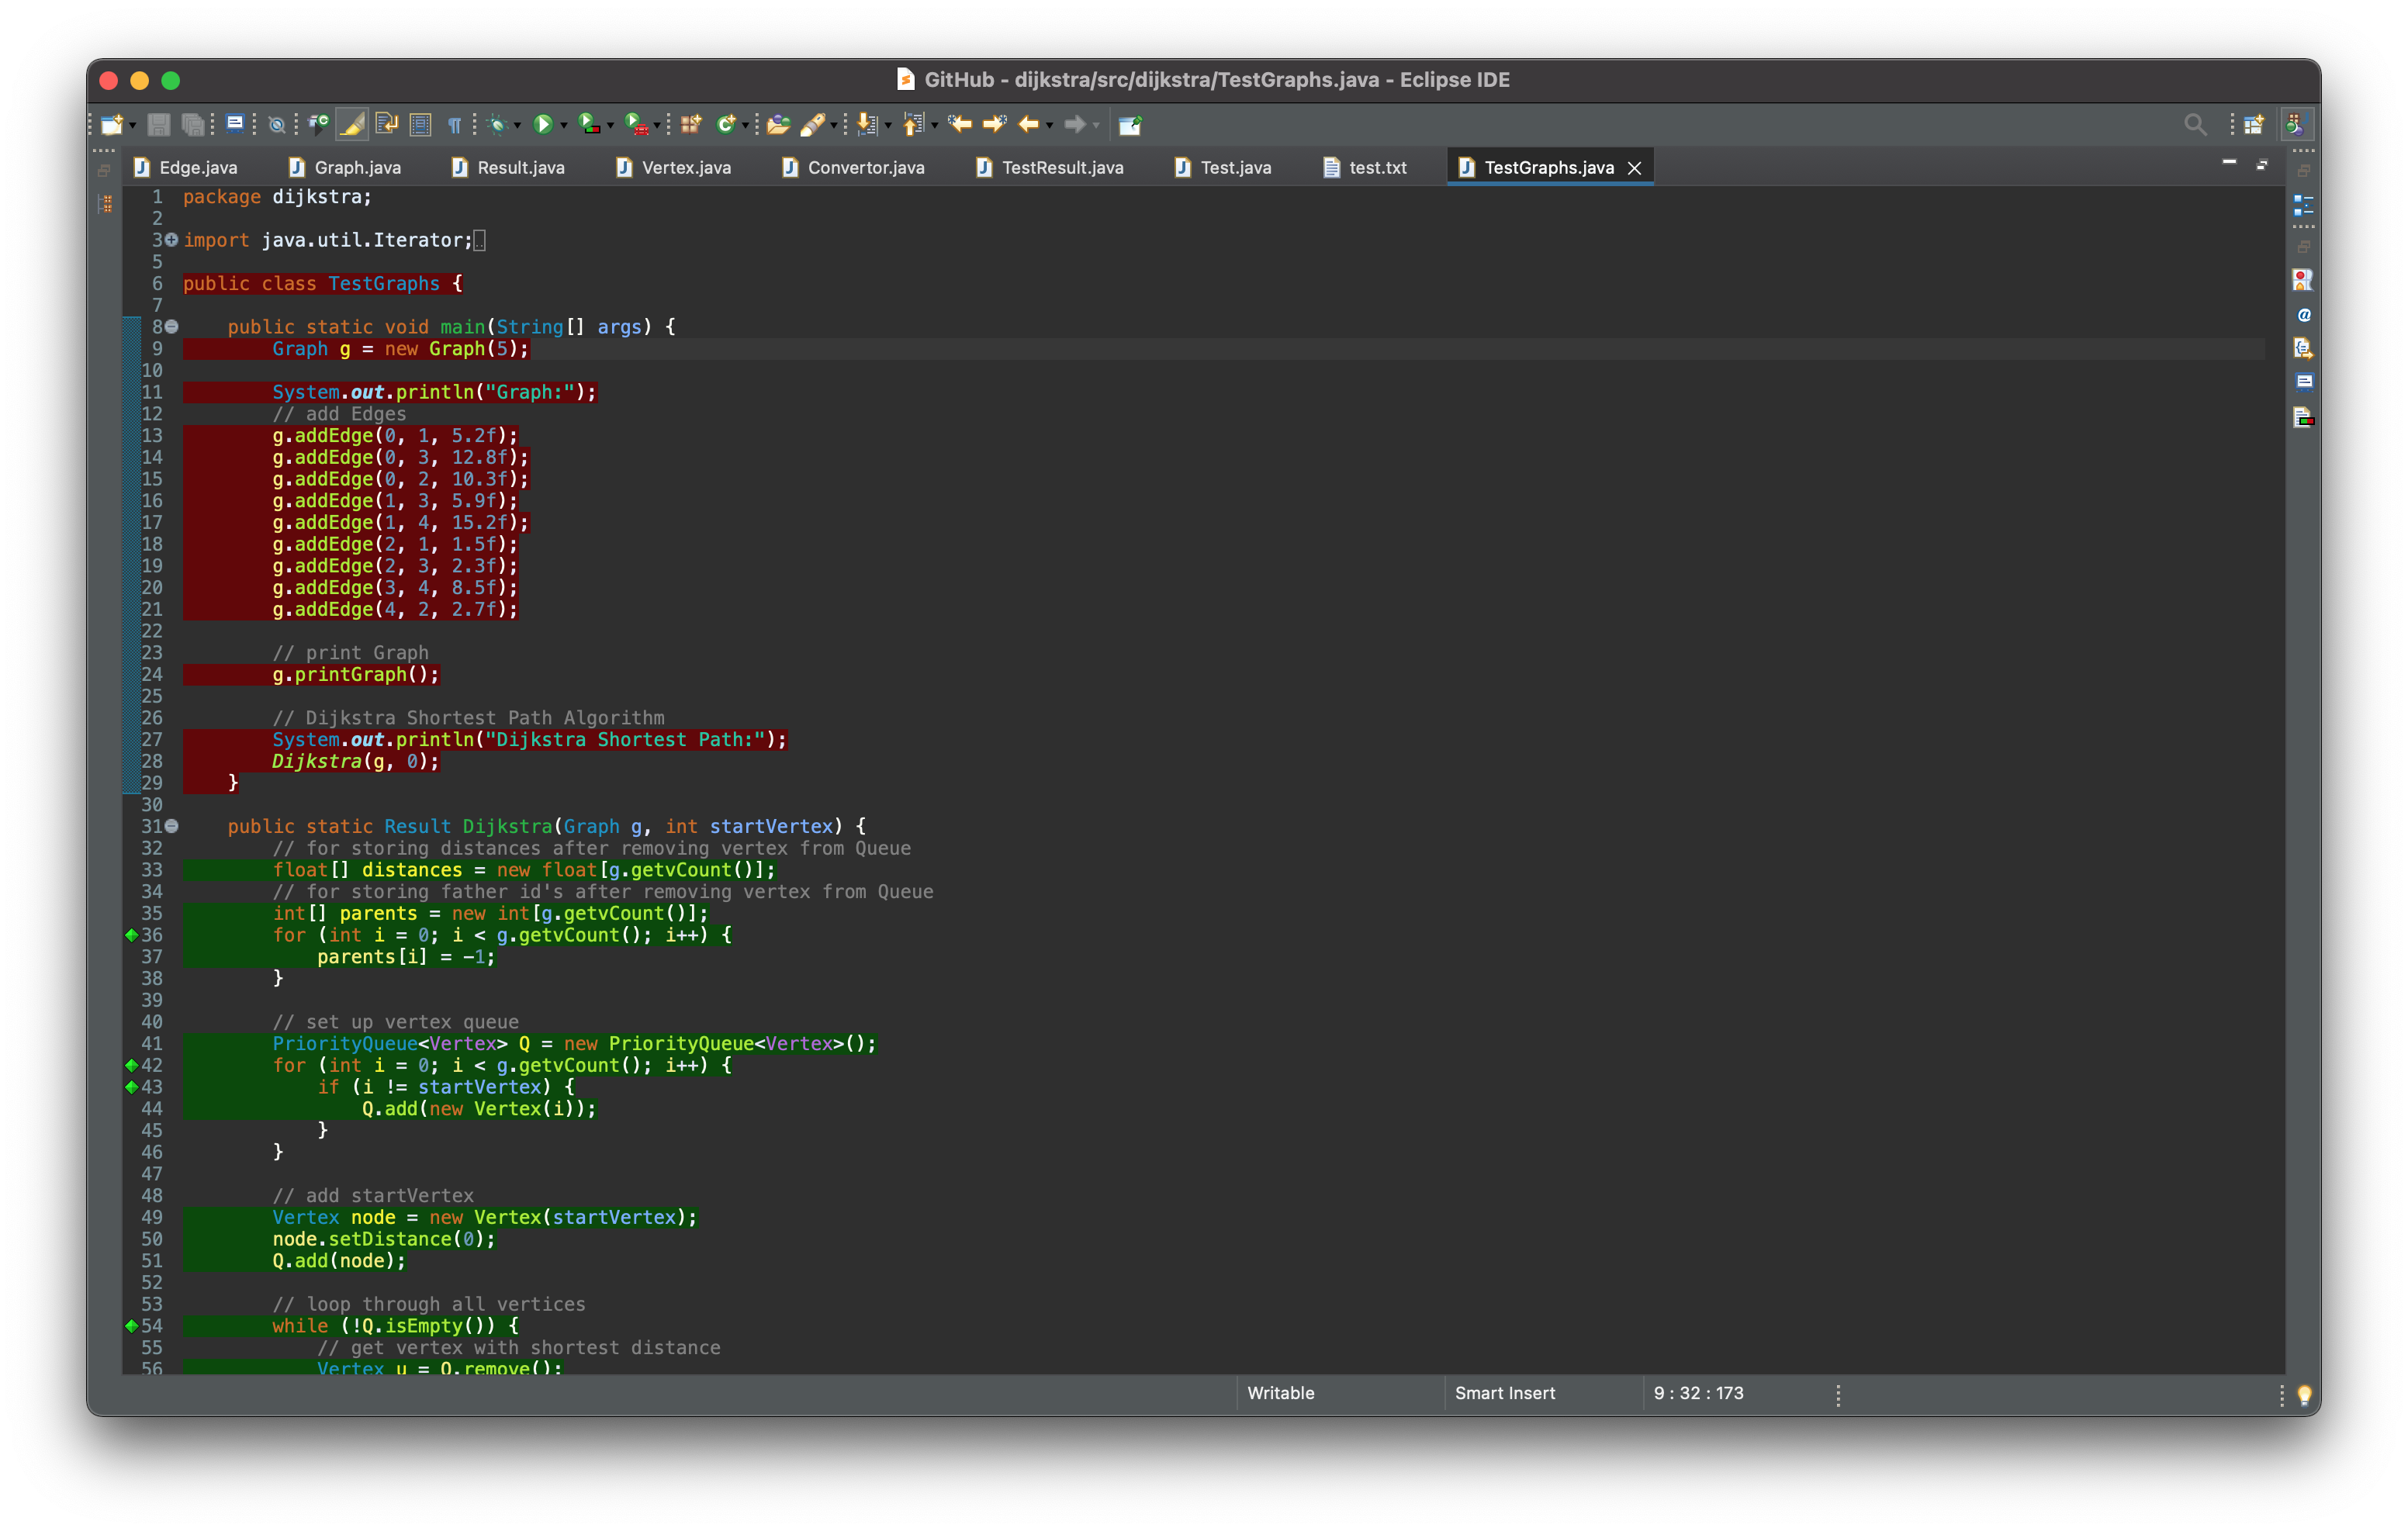 GitHub - dijkstra/src/dijkstra/TestGraphs.java - Eclipse IDE
Edge.java Graph.java Result.java Vertex.java Convertor.java TestResult.java Test.java test.txt TestGraphs.java
1 package dijkstra;
2
3 import java.util.Iterator;
5
6 public class TestGraphs {
7
8     public static void main(String[] args) {
9         Graph g = new Graph(5);
10
11         System.out.println("Graph:");
12         // add Edges
13         g.addEdge(0, 1, 5.2f);
14         g.addEdge(0, 3, 12.8f);
15         g.addEdge(0, 2, 10.3f);
16         g.addEdge(1, 3, 5.9f);
17         g.addEdge(1, 4, 15.2f);
18         g.addEdge(2, 1, 1.5f);
19         g.addEdge(2, 3, 2.3f);
20         g.addEdge(3, 4, 8.5f);
21         g.addEdge(4, 2, 2.7f);
22
23         // print Graph
24         g.printGraph();
25
26         // Dijkstra Shortest Path Algorithm
27         System.out.println("Dijkstra Shortest Path:");
28         Dijkstra(g, 0);
29     }
30
31     public static Result Dijkstra(Graph g, int startVertex) {
32         // for storing distances after removing vertex from Queue
33         float[] distances = new float[g.getvCount()];
34         // for storing father id's after removing vertex from Queue
35         int[] parents = new int[g.getvCount()];
36         for (int i = 0; i < g.getvCount(); i++) {
37             parents[i] = -1;
38         }
39
40         // set up vertex queue
41         PriorityQueue<Vertex> Q = new PriorityQueue<Vertex>();
42         for (int i = 0; i < g.getvCount(); i++) {
43             if (i != startVertex) {
44                 Q.add(new Vertex(i));
45             }
46         }
47
48         // add startVertex
49         Vertex node = new Vertex(startVertex);
50         node.setDistance(0);
51         Q.add(node);
52
53         // loop through all vertices
54         while (!Q.isEmpty()) {
55             // get vertex with shortest distance
56             Vertex u = Q.remove();
Writable Smart Insert 9 : 32 : 173